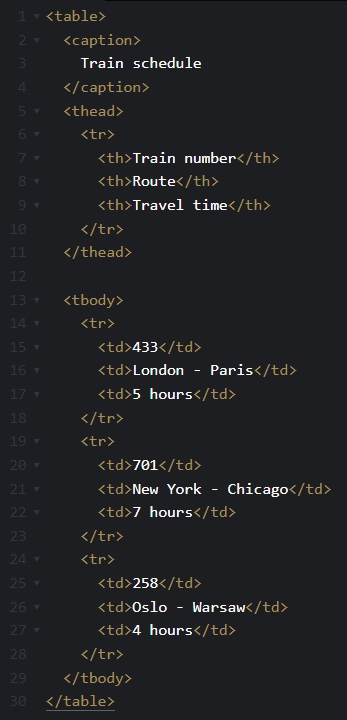 1 <table>
2 <caption>
3 Train schedule
4 </caption>
5 <thead>
6 <tr>
7 <th>Train number</th>
8 <th>Route</th>
9 <th>Travel time</th>
10 </tr>
11 </thead>
12
13 <tbody>
14 <tr>
15 <td>433</td>
16 <td>London - Paris</td>
17 <td>5 hours</td>
18 </tr>
19 <tr>
20 <td>701</td>
21 <td>New York - Chicago</td>
22 <td>7 hours</td>
23 </tr>
24 <tr>
25 <td>258</td>
26 <td>Oslo - Warsaw</td>
27 <td>4 hours</td>
28 </tr>
29 </tbody>
30 </table>